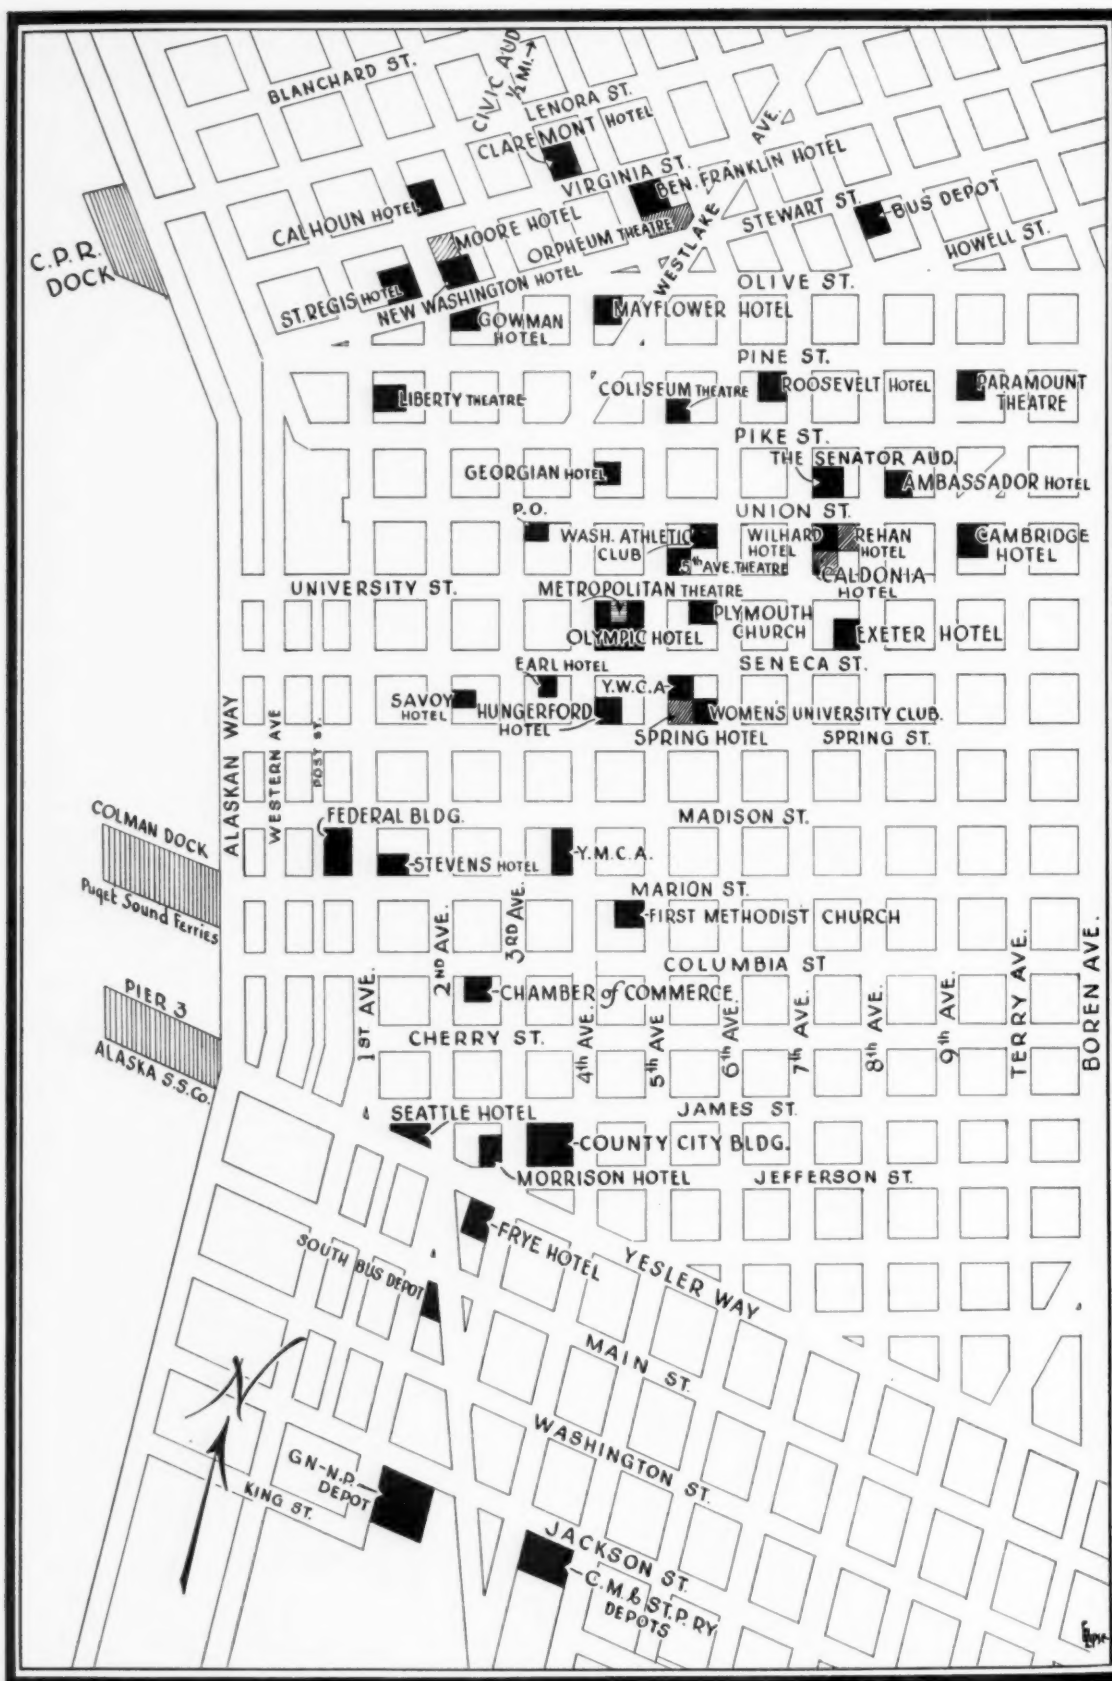 BLANCHARD ST.
CIVIC AUD
½ MI.→
LENORA ST.
CLAREMONT HOTEL
VIRGINIA ST.
BEN. FRANKLIN HOTEL
WESTLAKE AVE.
CALHOUN HOTEL
MOORE HOTEL
ORPHEUM THEATRE
STEWART ST.
BUS DEPOT
HOWELL ST.
C.P.R.
DOCK
ST. REGIS HOTEL
NEW WASHINGTON HOTEL
OLIVE ST.
GOWMAN
HOTEL
MAYFLOWER HOTEL
PINE ST.
LIBERTY THEATRE
COLISEUM THEATRE
ROOSEVELT HOTEL
PARAMOUNT
THEATRE
PIKE ST.
GEORGIAN HOTEL
THE SENATOR AUD.
AMBASSADOR HOTEL
UNION ST.
P.O.
WASH. ATHLETIC
CLUB
5th AVE. THEATRE
WILHARD
HOTEL
REHAN
HOTEL
CAMBRIDGE
HOTEL
CALDONIA
HOTEL
UNIVERSITY ST.
METROPOLITAN THEATRE
OLYMPIC HOTEL
PLYMOUTH
CHURCH
EXETER HOTEL
SENECA ST.
EARL HOTEL
Y.W.C.A
SAVOY
HOTEL
HUNGERFORD
HOTEL
WOMEN'S UNIVERSITY CLUB.
SPRING HOTEL
SPRING ST.
ALASKAN WAY
WESTERN AVE
POST ST.
COLMAN DOCK
Puget Sound Ferries
FEDERAL BLDG.
MADISON ST.
STEVENS HOTEL
Y.M.C.A.
MARION ST.
FIRST METHODIST CHURCH
COLUMBIA ST
PIER 3
ALASKA S.S.Co.
1ST AVE.
2ND AVE.
3RD AVE.
CHAMBER of COMMERCE.
4th AVE.
5th AVE.
6th AVE.
7th AVE.
8th AVE.
9th AVE.
TERRY AVE.
BOREN AVE.
CHERRY ST.
JAMES ST.
SEATTLE HOTEL
COUNTY CITY BLDG.
MORRISON HOTEL
JEFFERSON ST.
FRYE HOTEL
YESLER WAY
SOUTH BUS DEPOT
MAIN ST.
WASHINGTON ST.
N
GN-N.P.
DEPOT
KING ST.
JACKSON ST.
C.M. & ST. P. RY
DEPOTS